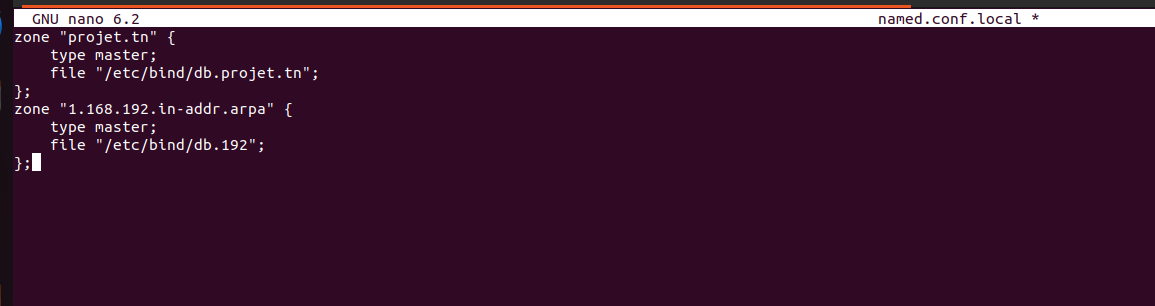 GNU nano 6.2 named.conf.local *
zone "projet.tn" {
    type master;
    file "/etc/bind/db.projet.tn";
};
zone "1.168.192.in-addr.arpa" {
    type master;
    file "/etc/bind/db.192";
};